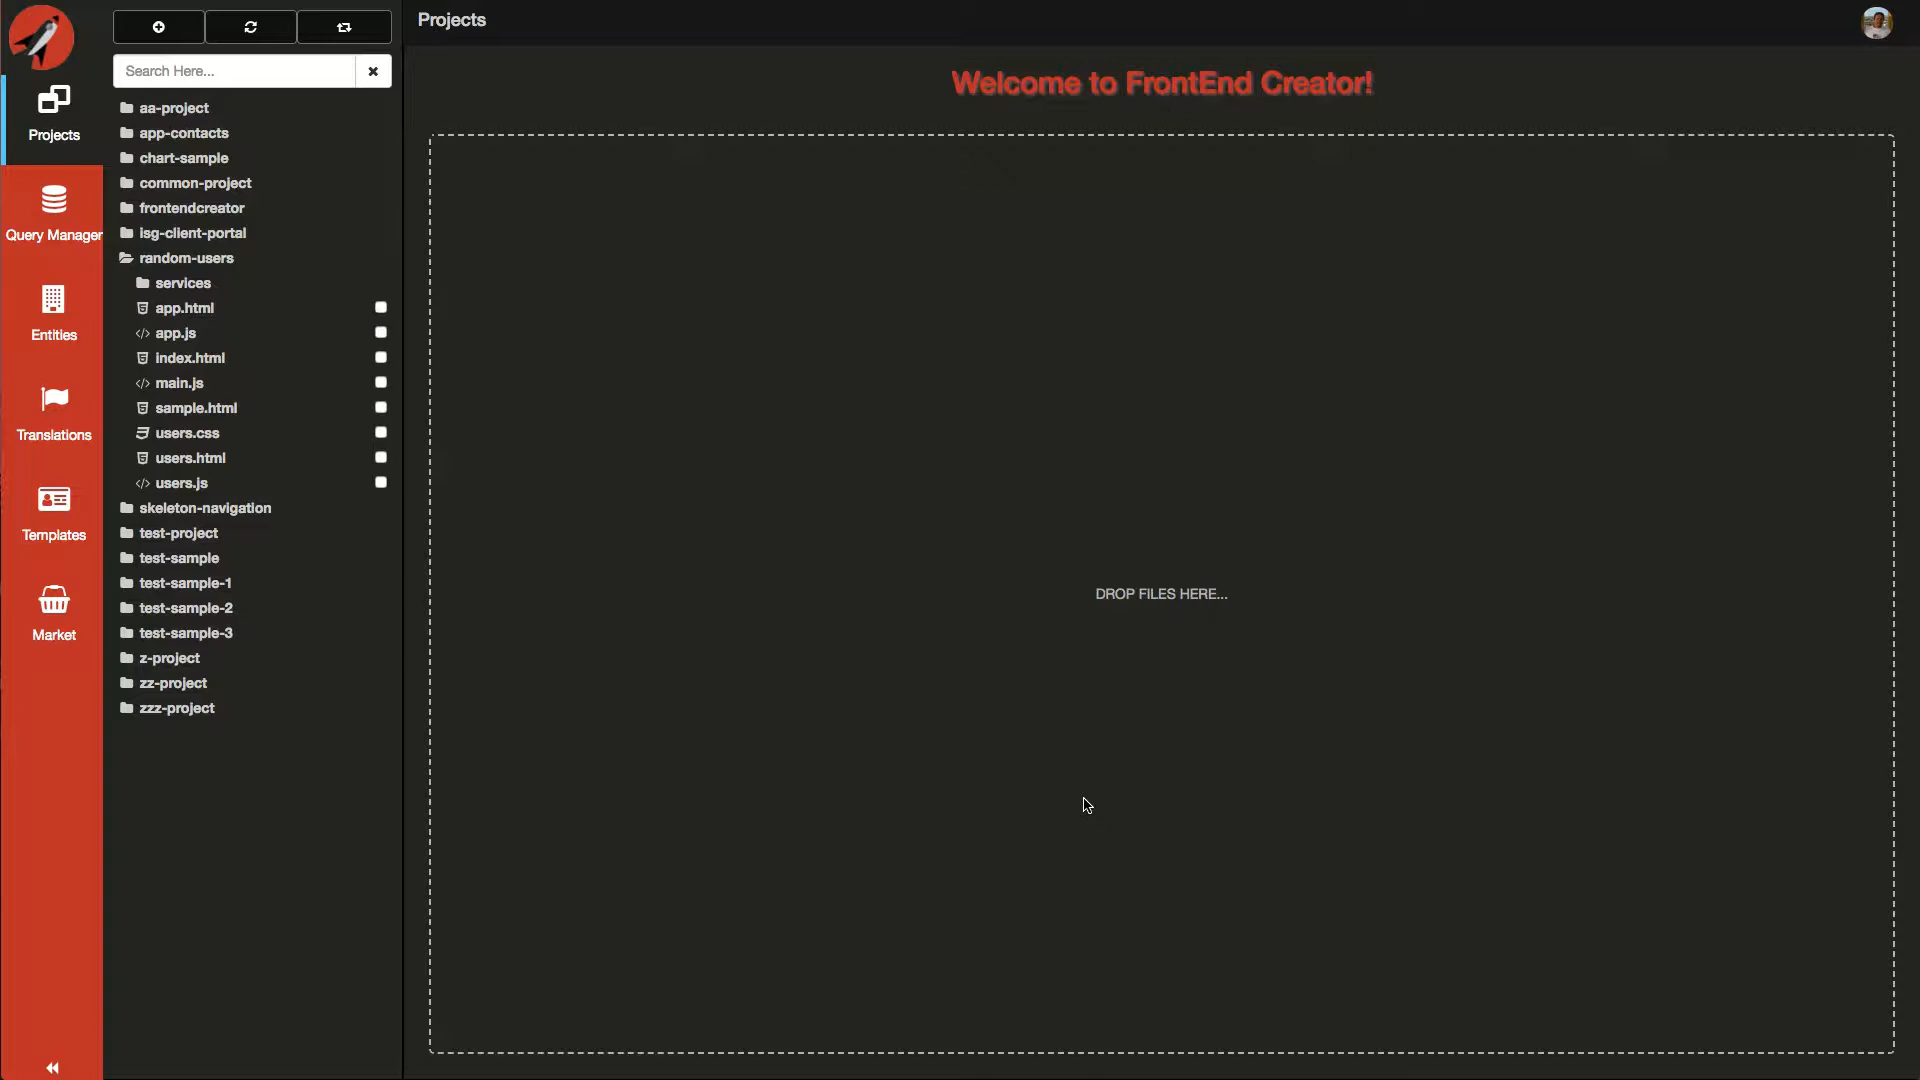 Projects
Query Manager
Entities
Translations
Templates
Market
Search Here...
aa-project
app-contacts
chart-sample
common-project
frontendcreator
isg-client-portal
random-users
services
app.html
app.js
index.html
main.js
sample.html
users.css
users.html
users.js
skeleton-navigation
test-project
test-sample
test-sample-1
test-sample-2
test-sample-3
z-project
zz-project
zzz-project
Projects
Welcome to FrontEnd Creator!
DROP FILES HERE...